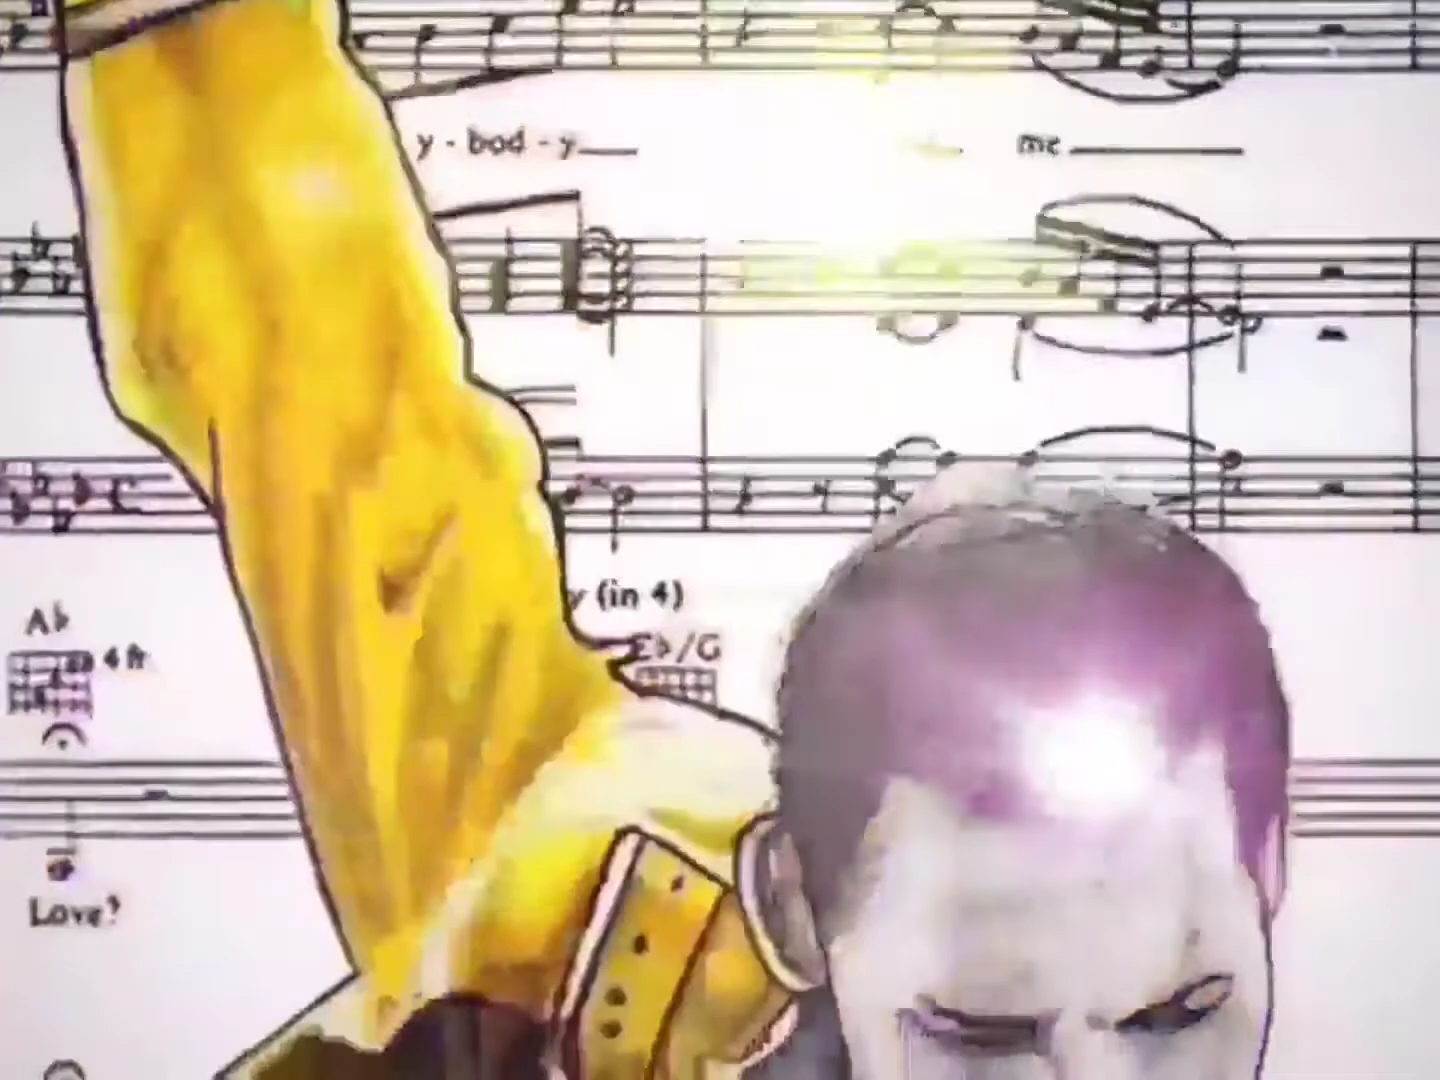 y - bod - y
me
(in 4)
A♭
E♭/G
4 fr
Love?